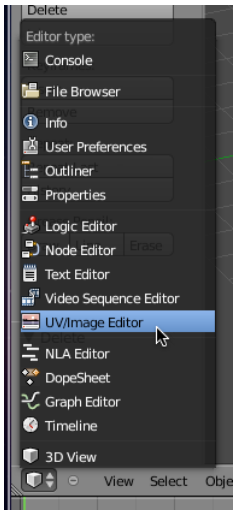 Delete
Editor type:
Console
File Browser
Info
User Preferences
Outliner
Properties
Logic Editor
Node Editor
Erase
Text Editor
Video Sequence Editor
UV/Image Editor
Delete
NLA Editor
DopeSheet
Graph Editor
Timeline
3D View
View Select Obje